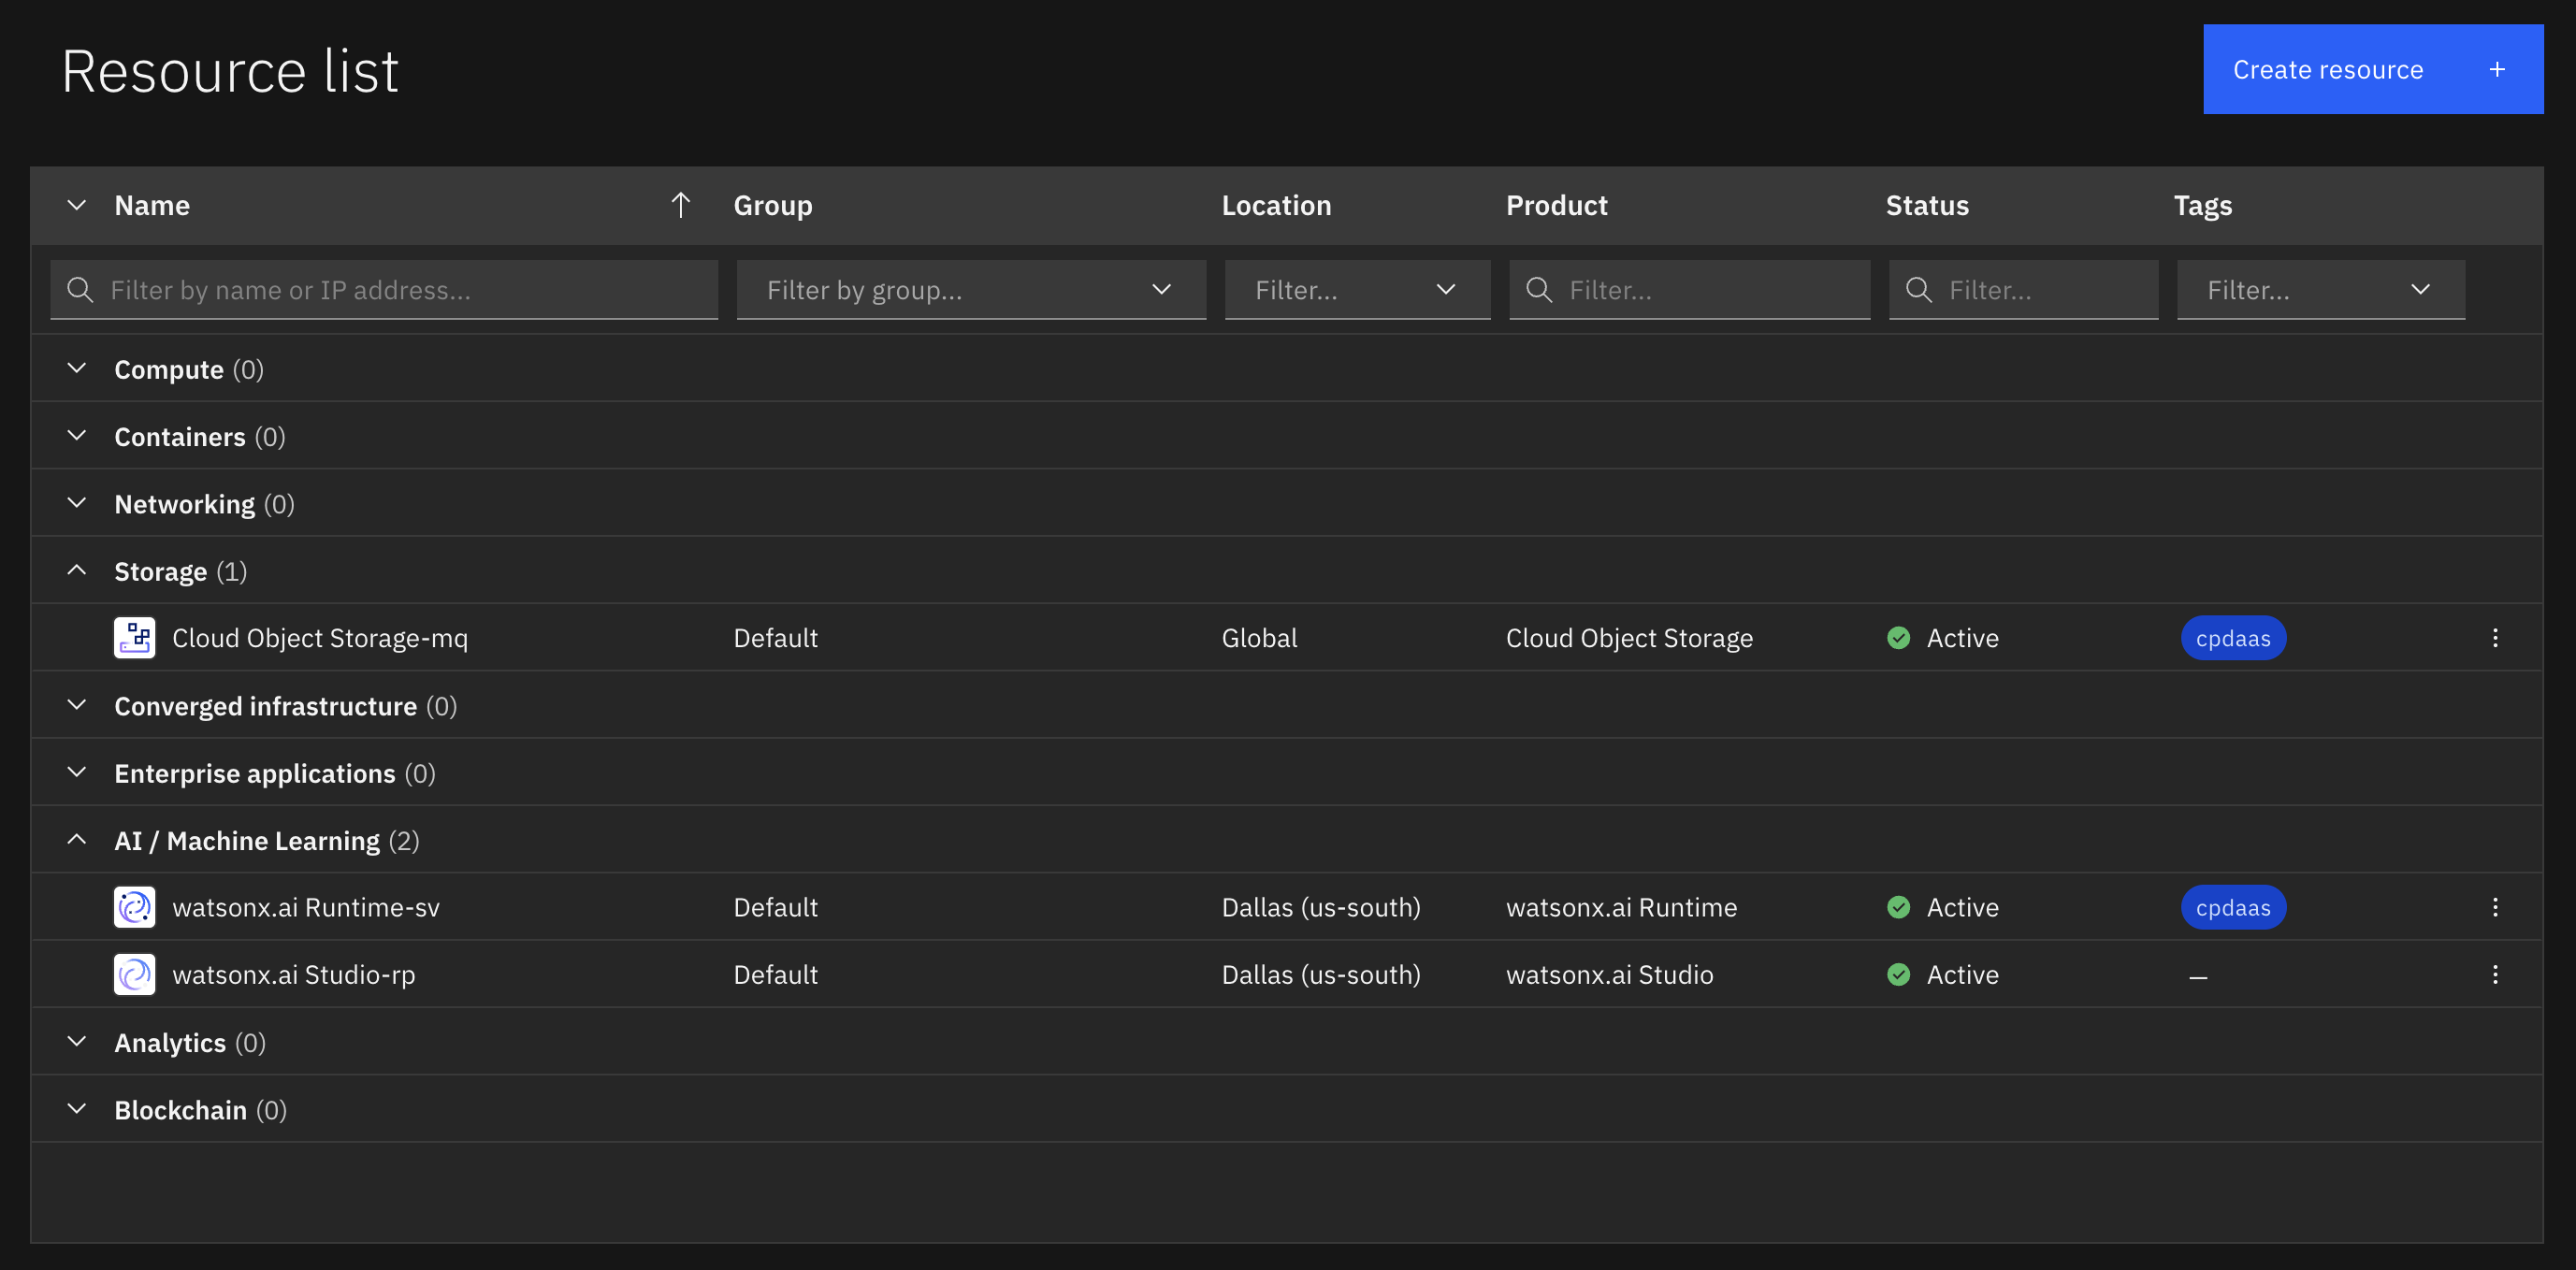 Resource list
Create resource
Name Group Location Product Status Tags
Filter by name or IP address... Filter by group... Filter... Filter... Filter... Filter...
Compute (0)
Containers (0)
Networking (0)
Storage (1)
Cloud Object Storage-mq Default Global Cloud Object Storage Active cpdaas
Converged infrastructure (0)
Enterprise applications (0)
AI / Machine Learning (2)
watsonx.ai Runtime-sv Default Dallas (us-south) watsonx.ai Runtime Active cpdaas
watsonx.ai Studio-rp Default Dallas (us-south) watsonx.ai Studio Active –
Analytics (0)
Blockchain (0)